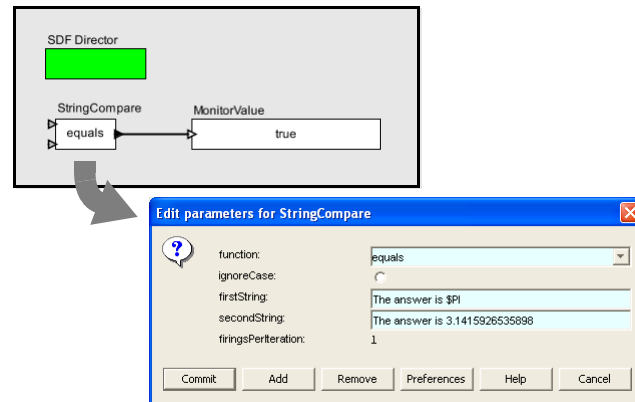 SDF Director
StringCompare
equals
MonitorValue
true
Edit parameters for StringCompare
?
function:
equals
ignoreCase:
firstString:
The answer is $PI
secondString:
The answer is 3.1415926535898
firingsPerIteration:
1
Commit
Add
Remove
Preferences
Help
Cancel